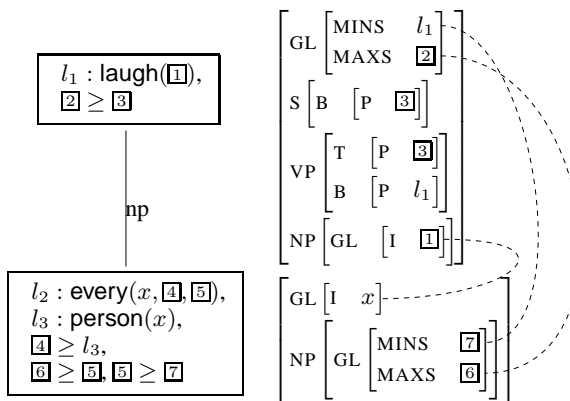 l₁ : laugh(1),
2 ≥ 3
np
l₂ : every(x, 4, 5),
l₃ : person(x),
4 ≥ l₃,
6 ≥ 5, 5 ≥ 7
GL [MINS l₁
MAXS 2]
S [B [P 3]]
VP [T [P 3]
B [P l₁]]
NP [GL [I 1]]
GL [I x]
NP [GL [MINS 7
MAXS 6]]